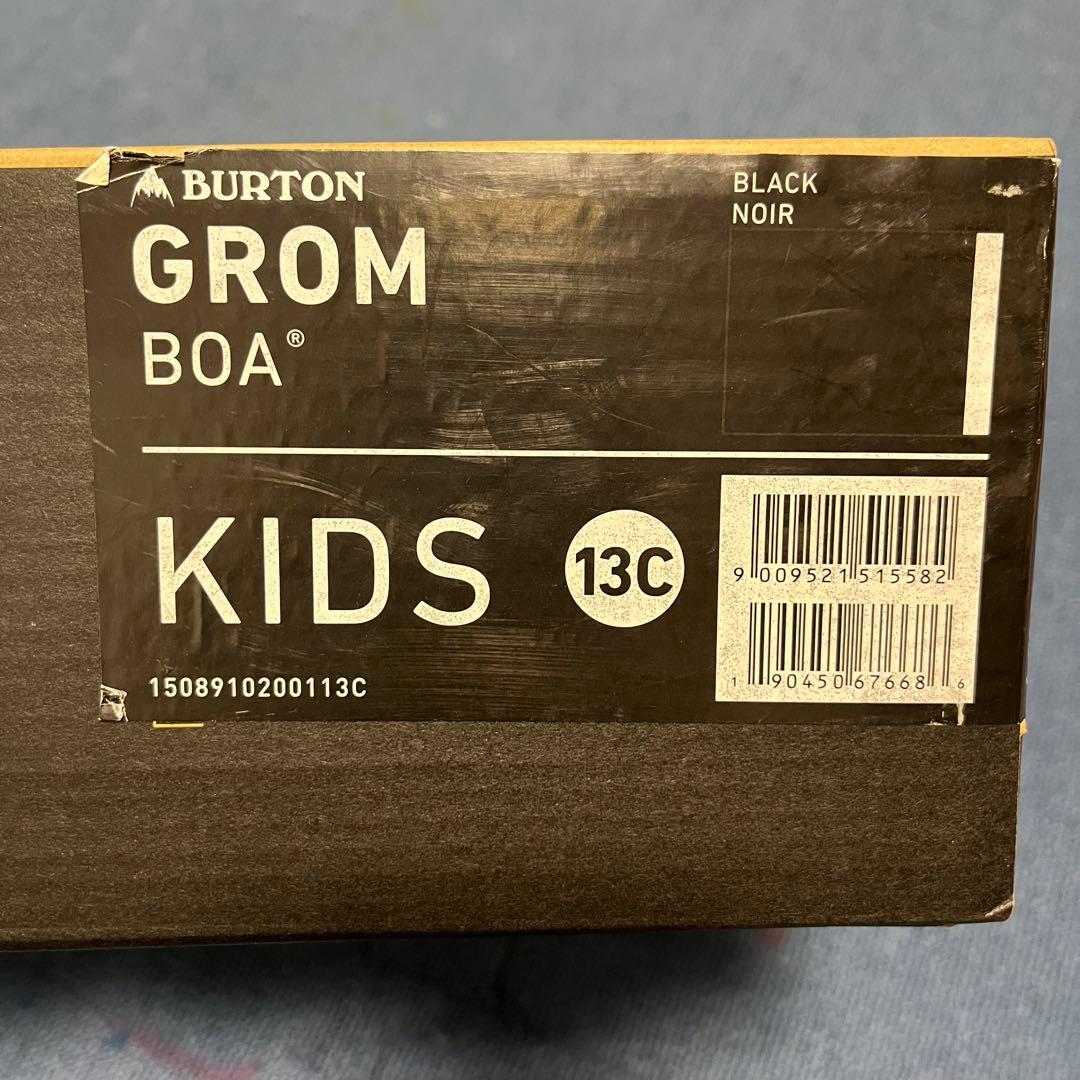 BURTON
GROM
BOA®
BLACK
NOIR
KIDS
13C
1508910200113C
9 009521 515582
1 90450 67668 6